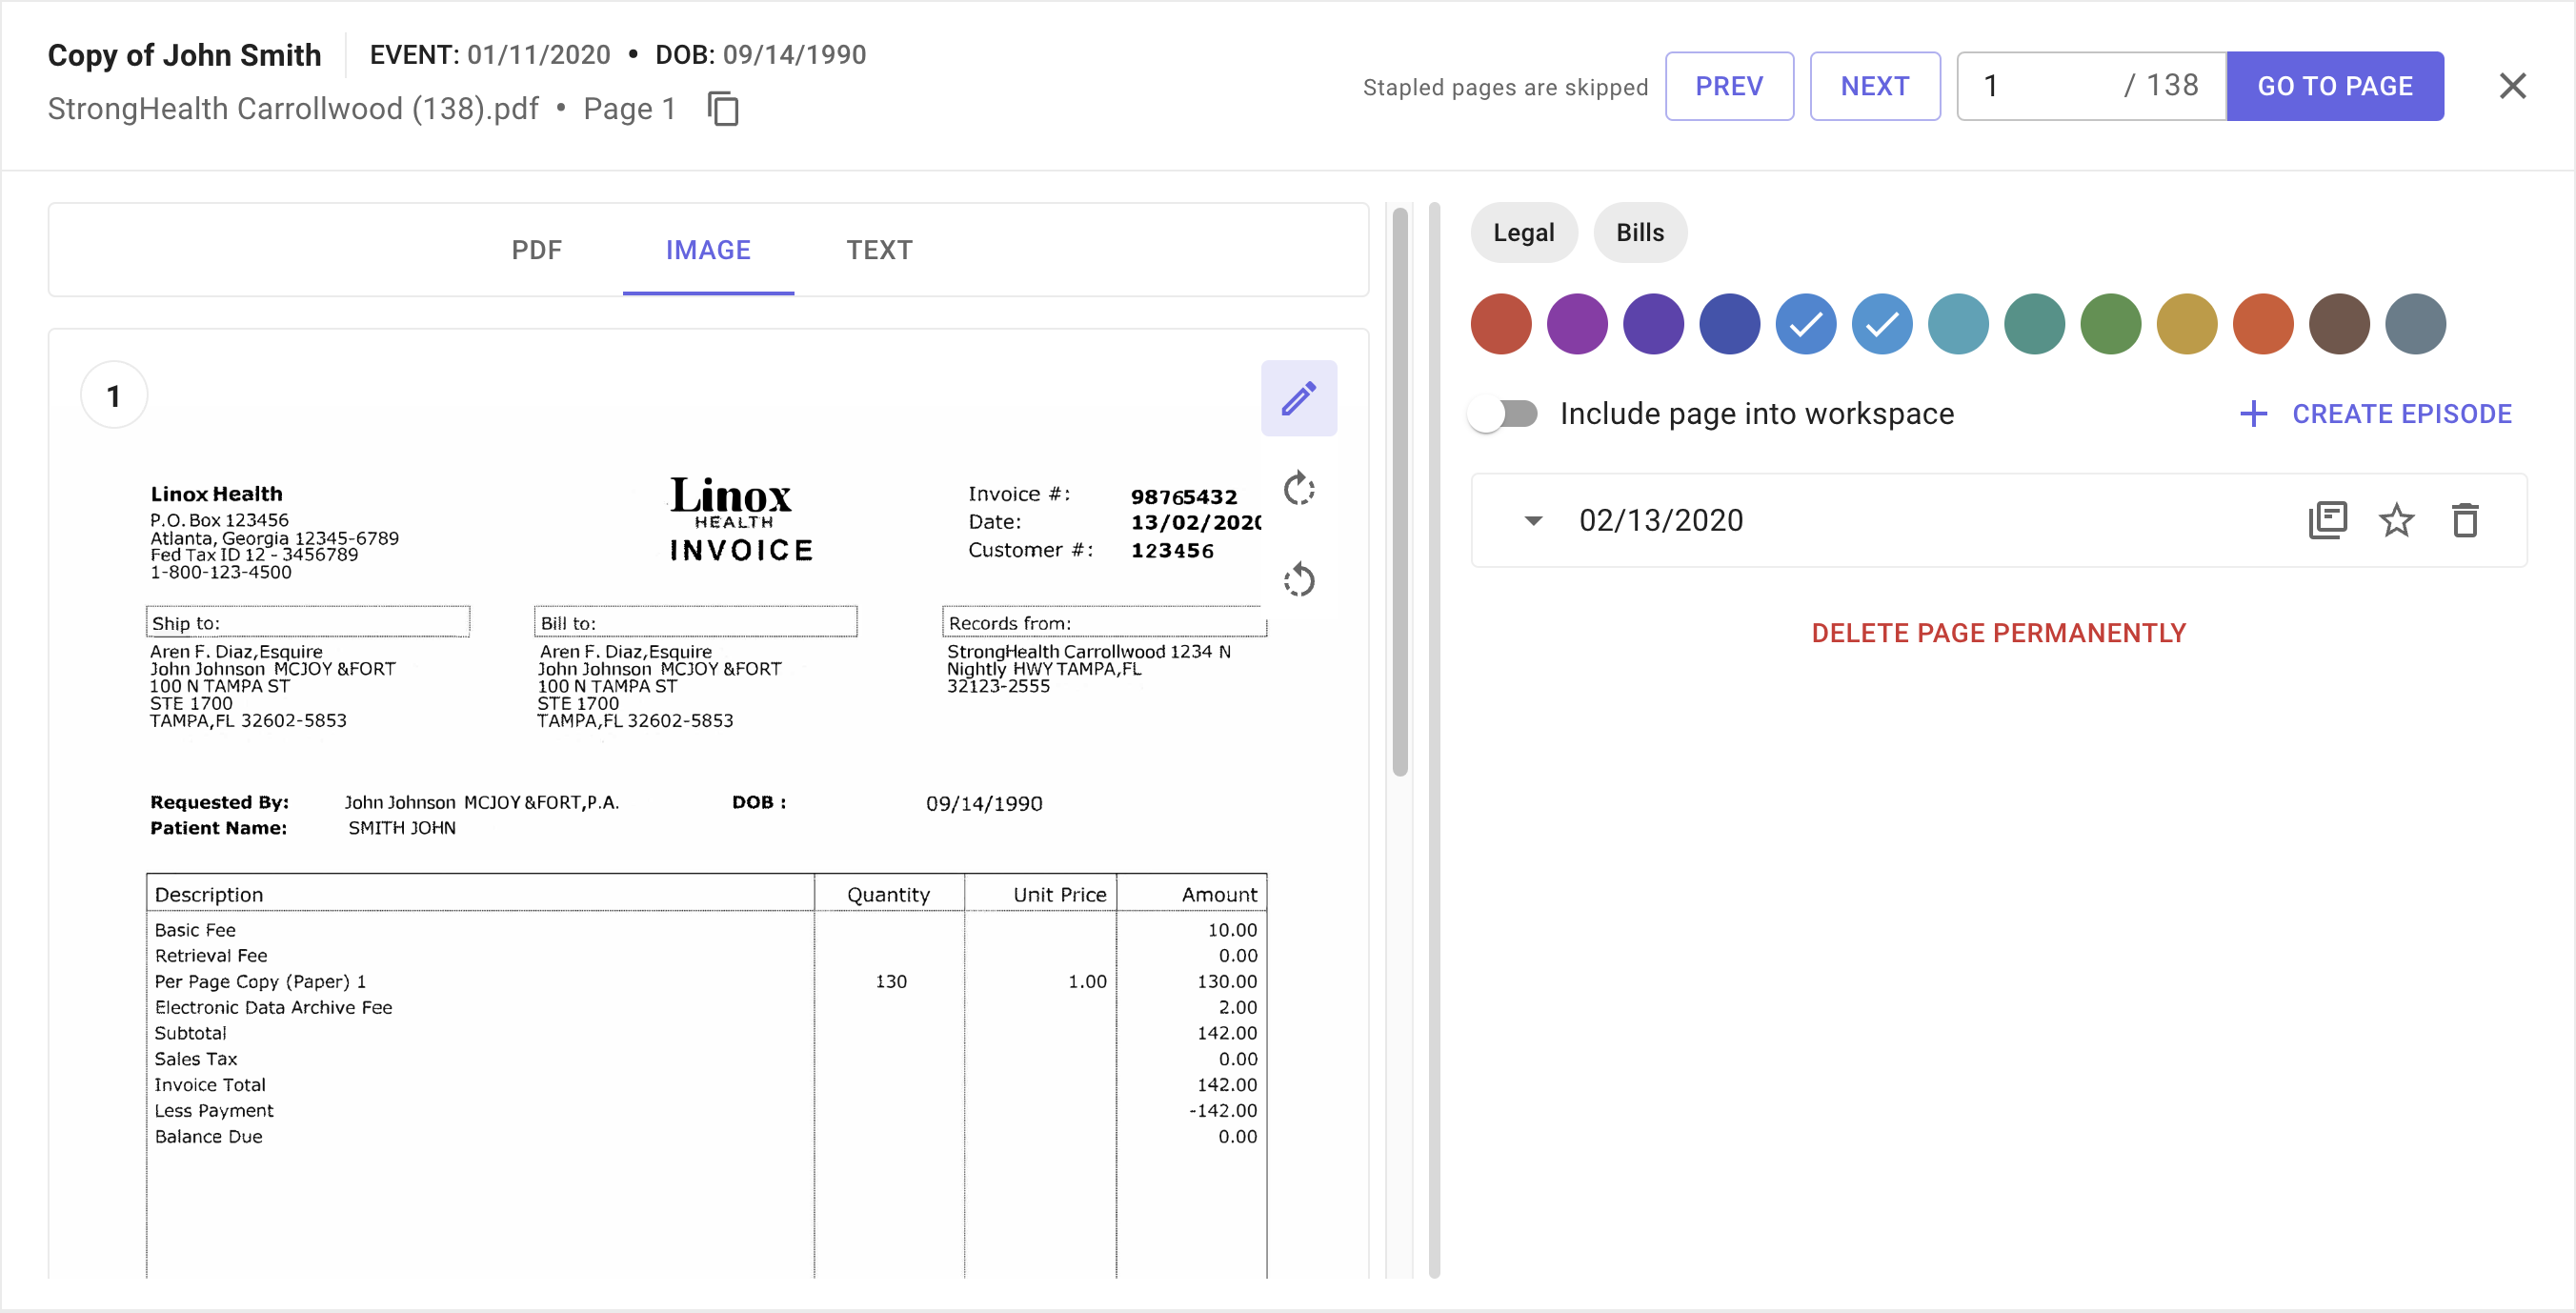 Copy of John Smith EVENT: 01/11/2020 • DOB: 09/14/1990
StrongHealth Carrollwood (138).pdf • Page 1
Stapled pages are skipped PREV NEXT 1 / 138 GO TO PAGE
PDF IMAGE TEXT
1
Linox Health
P.O. Box 123456
Atlanta, Georgia 12345-6789
Fed Tax ID 12 - 3456789
1-800-123-4500
Linox
HEALTH
INVOICE
Invoice #: 98765432
Date: 13/02/2020
Customer #: 123456
Ship to:
Aren F. Diaz,Esquire
John Johnson MCJOY &FORT
100 N TAMPA ST
STE 1700
TAMPA,FL 32602-5853
Bill to:
Aren F. Diaz,Esquire
John Johnson MCJOY &FORT
100 N TAMPA ST
STE 1700
TAMPA,FL 32602-5853
Records from:
StrongHealth Carrollwood 1234 N
Nightly HWY TAMPA,FL
32123-2555
Requested By: John Johnson MCJOY &FORT,P.A. DOB : 09/14/1990
Patient Name: SMITH JOHN
Description Quantity Unit Price Amount
Basic Fee 10.00
Retrieval Fee 0.00
Per Page Copy (Paper) 1 130 1.00 130.00
Electronic Data Archive Fee 2.00
Subtotal 142.00
Sales Tax 0.00
Invoice Total 142.00
Less Payment -142.00
Balance Due 0.00
Legal Bills
Include page into workspace + CREATE EPISODE
02/13/2020
DELETE PAGE PERMANENTLY